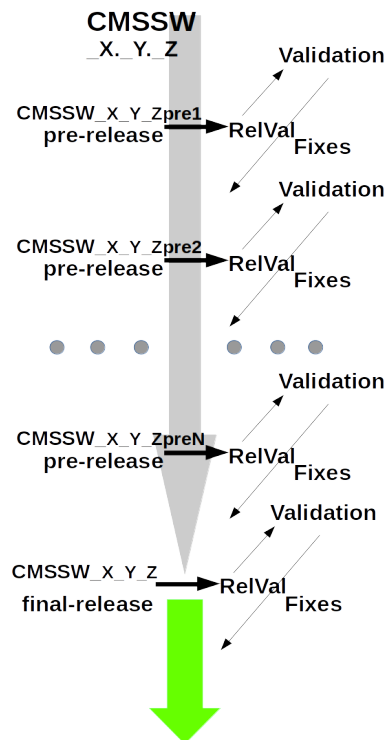 CMSSW
_X._Y._Z
Validation
CMSSW_X_Y_Zpre1
pre-release
RelVal
Fixes
Validation
CMSSW_X_Y_Zpre2
pre-release
RelVal
Fixes
Validation
CMSSW_X_Y_ZpreN
pre-release
RelVal
Fixes
Validation
CMSSW_X_Y_Z
final-release
RelVal
Fixes